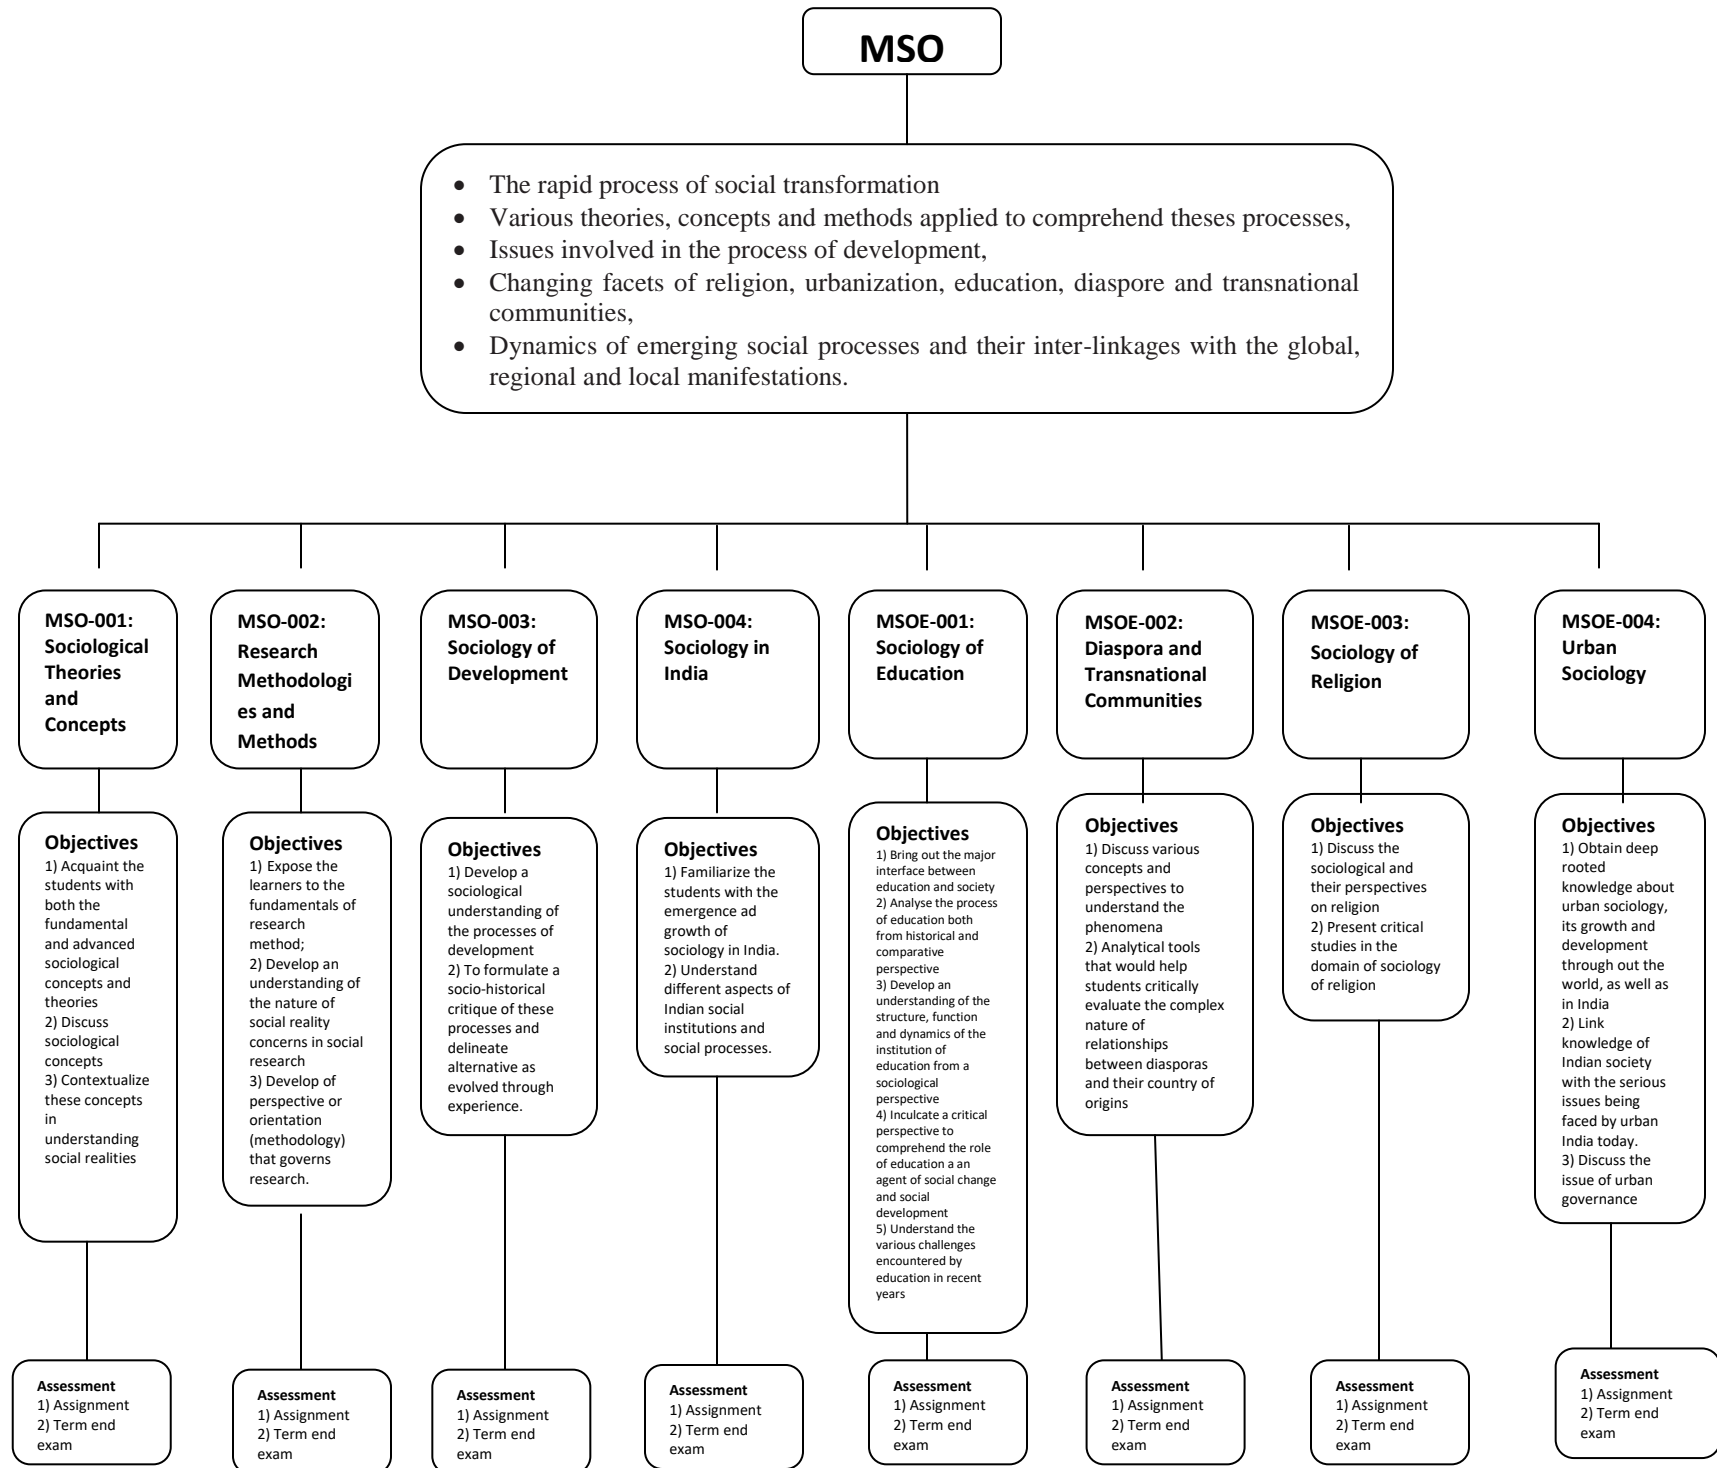 MSO
• The rapid process of social transformation
• Various theories, concepts and methods applied to comprehend theses processes,
• Issues involved in the process of development,
• Changing facets of religion, urbanization, education, diaspore and transnational
communities,
• Dynamics of emerging social processes and their inter-linkages with the global,
regional and local manifestations.
MSO-001:
Sociological
Theories
and
Concepts
MSO-002:
Research
Methodologi
es and
Methods
MSO-003:
Sociology of
Development
MSO-004:
Sociology in
India
MSOE-001:
Sociology of
Education
MSOE-002:
Diaspora and
Transnational
Communities
MSOE-003:
Sociology of
Religion
MSOE-004:
Urban
Sociology
Objectives
1) Acquaint the
students with
both the
fundamental
and advanced
sociological
concepts and
theories
2) Discuss
sociological
concepts
3) Contextualize
these concepts
in
understanding
social realities
Objectives
1) Expose the
learners to the
fundamentals of
research
method;
2) Develop an
understanding of
the nature of
social reality
concerns in social
research
3) Develop of
perspective or
orientation
(methodology)
that governs
research.
Objectives
1) Develop a
sociological
understanding of
the processes of
development
2) To formulate a
socio-historical
critique of these
processes and
delineate
alternative as
evolved through
experience.
Objectives
1) Familiarize the
students with the
emergence ad
growth of
sociology in India.
2) Understand
different aspects of
Indian social
institutions and
social processes.
Objectives
1) Bring out the major
interface between
education and society
2) Analyse the process
of education both
from historical and
comparative
perspective
3) Develop an
understanding of the
structure, function
and dynamics of the
institution of
education from a
sociological
perspective
4) Inculcate a critical
perspective to
comprehend the role
of education a an
agent of social change
and social
development
5) Understand the
various challenges
encountered by
education in recent
years
Objectives
1) Discuss various
concepts and
perspectives to
understand the
phenomena
2) Analytical tools
that would help
students critically
evaluate the complex
nature of
relationships
between diasporas
and their country of
origins
Objectives
1) Discuss the
sociological and
their perspectives
on religion
2) Present critical
studies in the
domain of sociology
of religion
Objectives
1) Obtain deep
rooted
knowledge about
urban sociology,
its growth and
development
through out the
world, as well as
in India
2) Link
knowledge of
Indian society
with the serious
issues being
faced by urban
India today.
3) Discuss the
issue of urban
governance
Assessment
1) Assignment
2) Term end
exam
Assessment
1) Assignment
2) Term end
exam
Assessment
1) Assignment
2) Term end
exam
Assessment
1) Assignment
2) Term end
exam
Assessment
1) Assignment
2) Term end
exam
Assessment
1) Assignment
2) Term end
exam
Assessment
1) Assignment
2) Term end
exam
Assessment
1) Assignment
2) Term end
exam